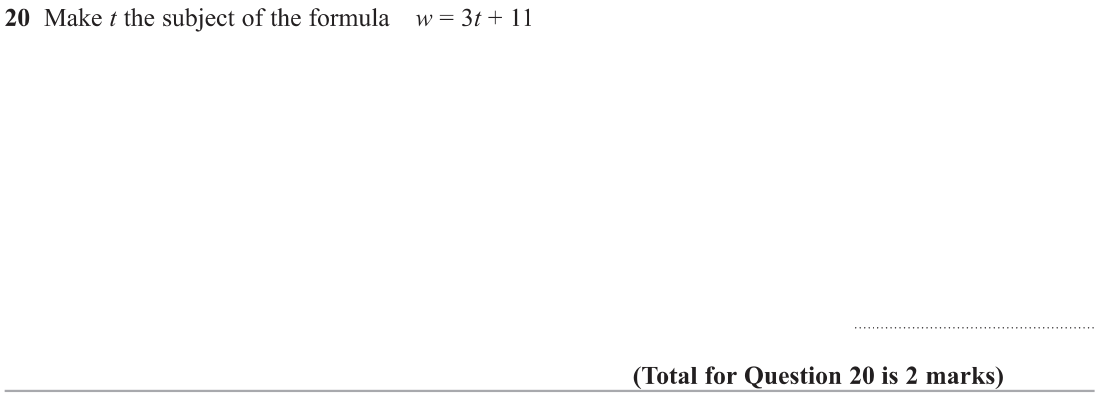 20 Make t the subject of the formula w = 3t + 11
(Total for Question 20 is 2 marks)